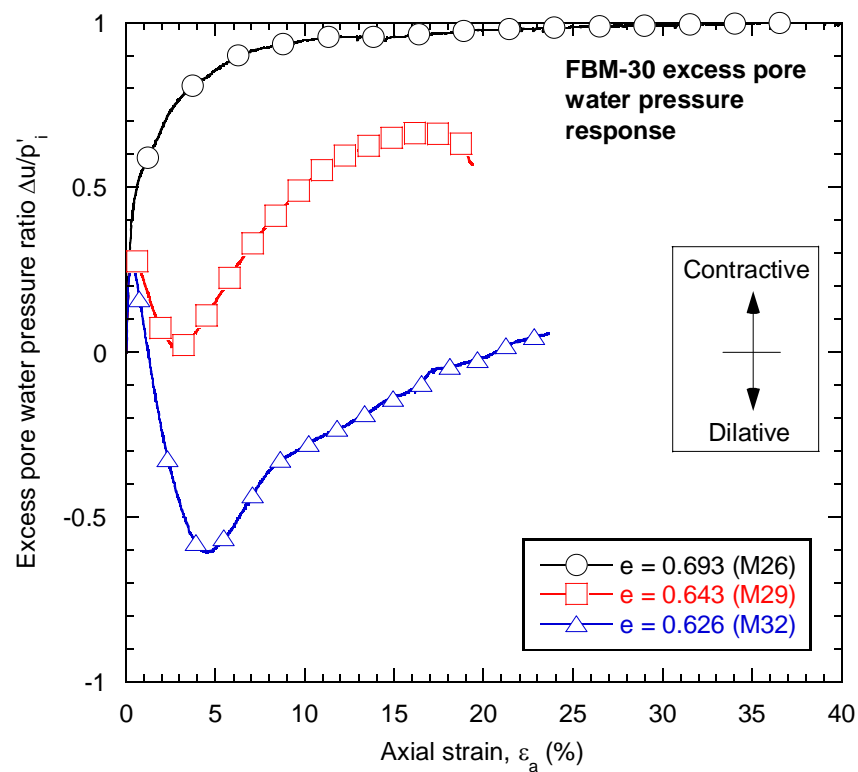 FBM-30 excess pore
water pressure
response
Excess pore water pressure ratio Δu/p'i
1
0.5
0
-0.5
-1
Contractive
Dilative
e = 0.693 (M26)
e = 0.643 (M29)
e = 0.626 (M32)
0 5 10 15 20 25 30 35 40
Axial strain, εa (%)